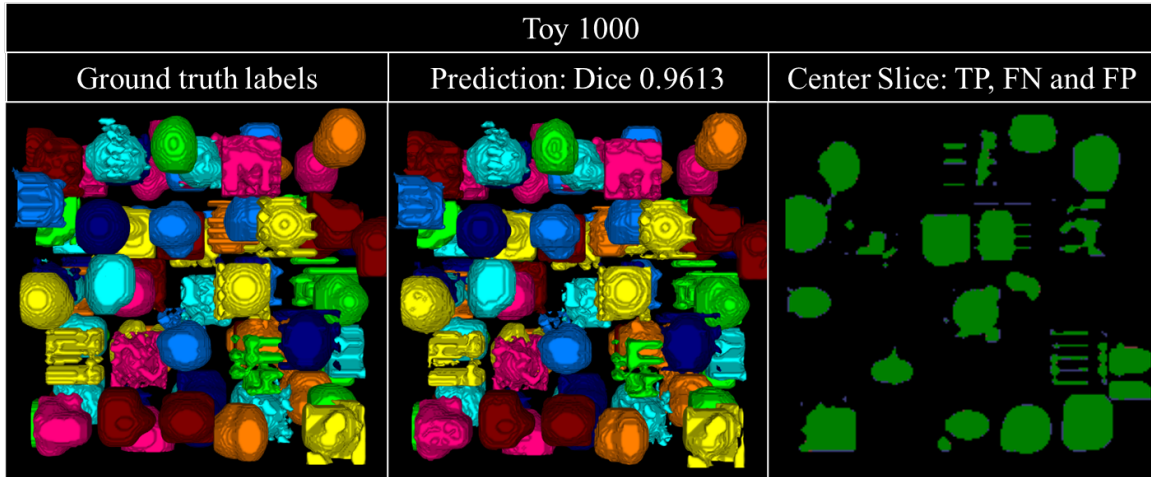 Toy 1000
Ground truth labels
Prediction: Dice 0.9613
Center Slice: TP, FN and FP